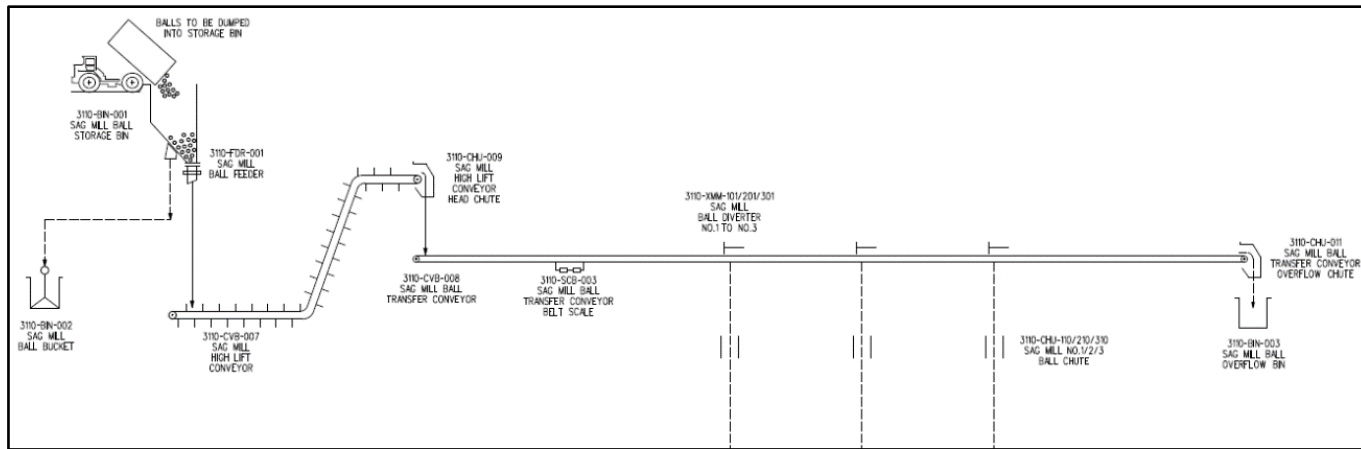 BALLS TO BE DUMPED
INTO STORAGE BIN
3110-BIN-001
SAG MILL BALL
STORAGE BIN
3110-FDR-001
SAG MILL
BALL FEEDER
3110-BIN-002
SAG MILL
BALL BUCKET
3110-CVB-007
SAG MILL
HIGH LIFT
CONVEYOR
3110-CHU-009
SAG MILL
HIGH LIFT
CONVEYOR
HEAD CHUTE
3110-CVB-008
SAG MILL BALL
TRANSFER CONVEYOR
3110-SCB-003
SAG MILL BALL
TRANSFER CONVEYOR
BELT SCALE
3110-XMM-101/201/301
SAG MILL
BALL DIVERTER
NO.1 TO NO.3
3110-CHU-110/210/310
SAG MILL NO.1/2/3
BALL CHUTE
3110-CHU-011
SAG MILL BALL
TRANSFER CONVEYOR
OVERFLOW CHUTE
3110-BIN-003
SAG MILL BALL
OVERFLOW BIN